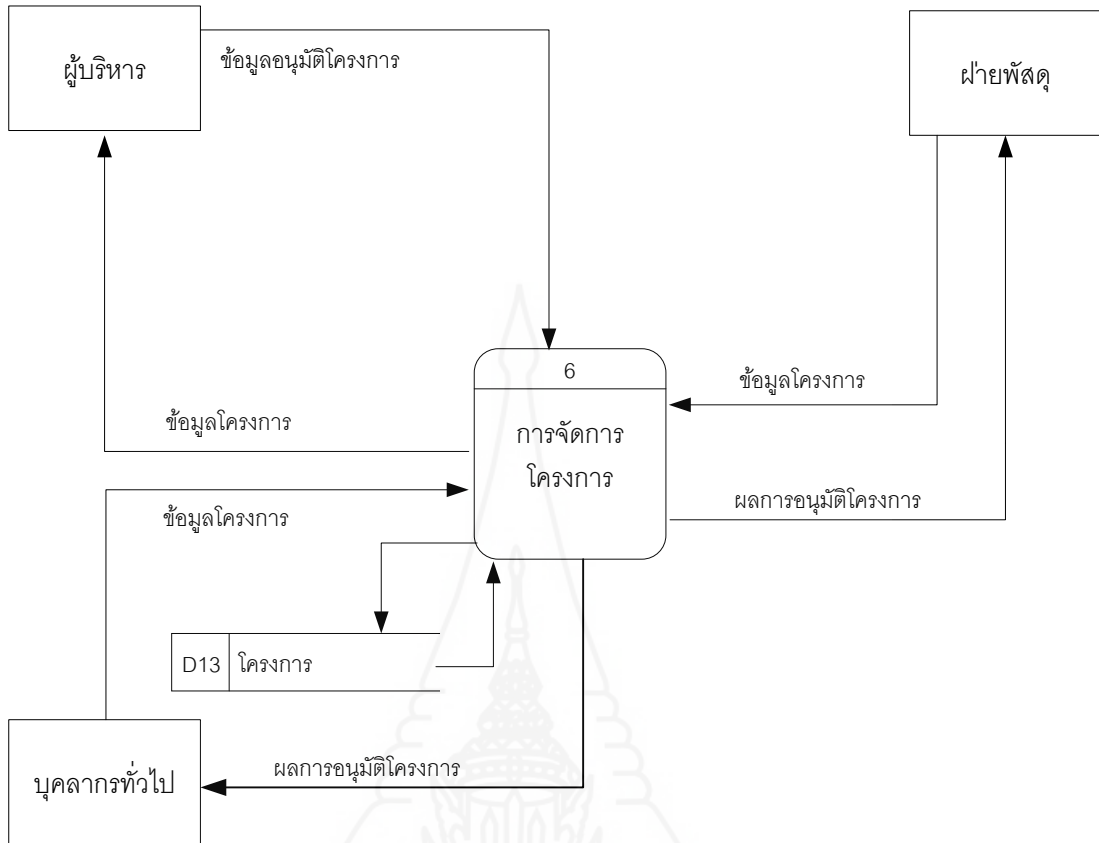 ผู้บริหาร
ข้อมูลอนุมัติโครงการ
ฝ่ายพัสดุ
6
การจัดการ
โครงการ
ข้อมูลโครงการ
ข้อมูลโครงการ
ข้อมูลโครงการ
ผลการอนุมัติโครงการ
D13 โครงการ
บุคลากรทั่วไป
ผลการอนุมัติโครงการ